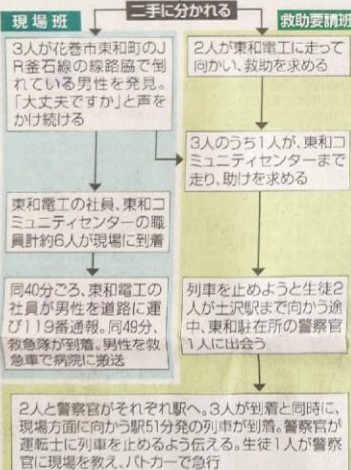 二手に分かれる
現場班
救助要請班
3人が花巻市東和町のJ
R釜石線の線路脇で倒
れている男性を発見。
「大丈夫ですか」と声を
かけ続ける
2人が東和電工に走って
向かい、救助を求める
3人のうち1人が、東和コ
ミュニティセンターまで
走り、助けを求める
東和電工の社員、東和コ
ミュニティセンターの職
員計約6人が現場に到着
同40分ごろ、東和電工の
社員が男性を道路に運
び119番通報。同49分、
救急隊が到着。男性を救
急車で病院に搬送
列車を止めようと生徒2
人が土沢駅まで向かう途
中、東和駐在所の警察官
1人に出会う
2人と警察官がそれぞれ駅へ。3人が到着と同時に、
現場方面に向かう駅51分発の列車が到着。警察官が
運転士に列車を止めるよう伝える。生徒1人が警察
官に現場を教え、パトカーで急行